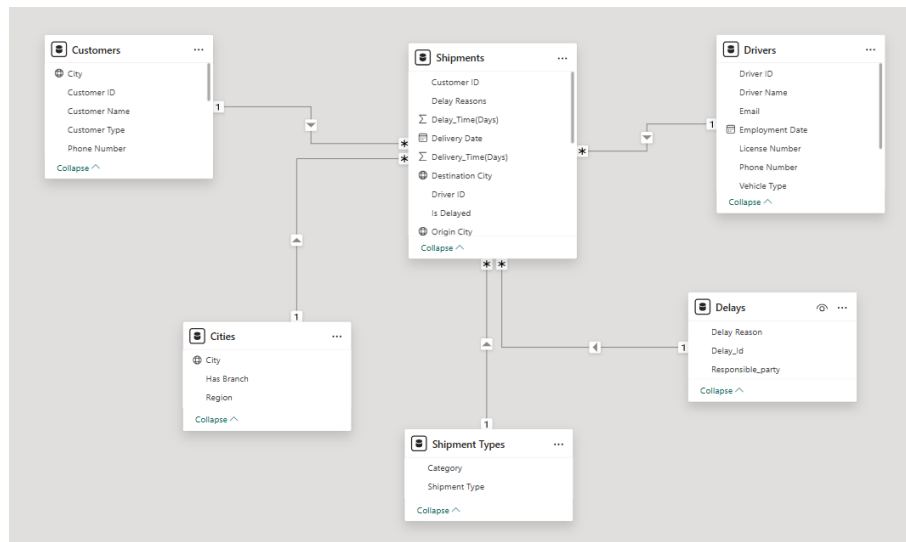 Customers
City
Customer ID
Customer Name
Customer Type
Phone Number
Collapse
Shipments
Customer ID
Delay Reasons
Delay_Time(Days)
Delivery Date
Delivery_Time(Days)
Destination City
Driver ID
Is Delayed
Origin City
Collapse
Drivers
Driver ID
Driver Name
Email
Employment Date
License Number
Phone Number
Vehicle Type
Collapse
1
*
*
*
1
1
Cities
City
Has Branch
Region
Collapse
* *
1
Delays
Delay Reason
Delay_Id
Responsible_party
Collapse
1
Shipment Types
Category
Shipment Type
Collapse